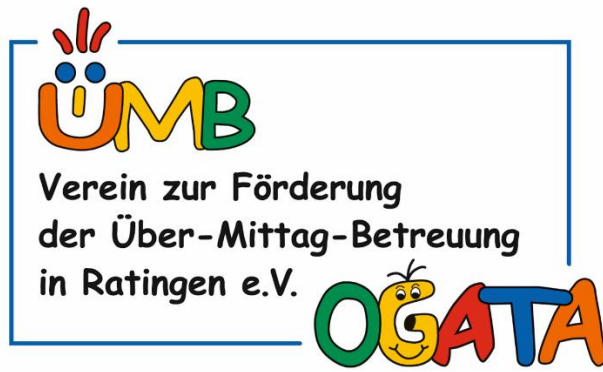 ÜMB
Verein zur Förderung
der Über-Mittag-Betreuung
in Ratingen e.V.
OGATA